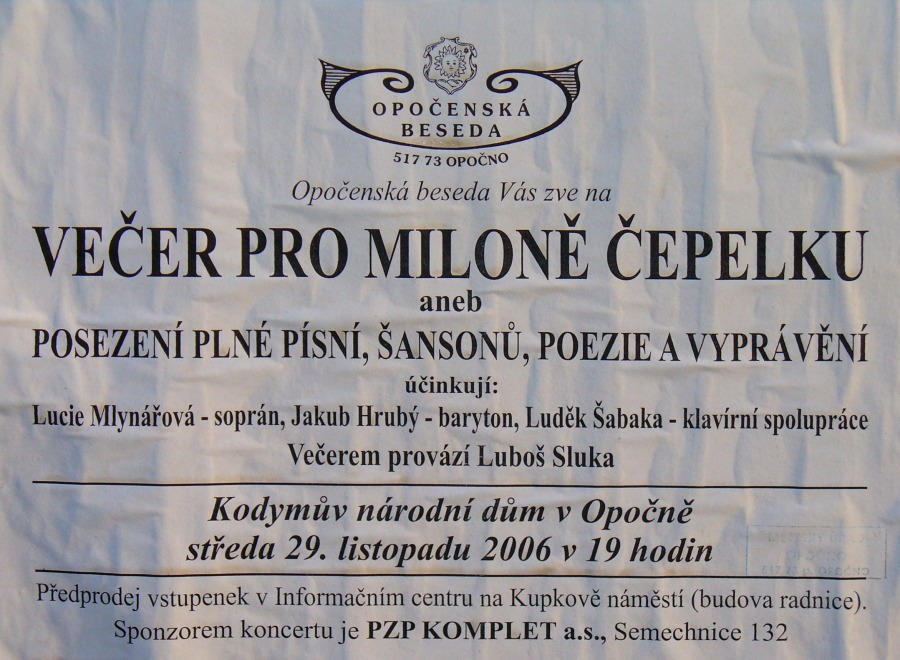 OPOČENSKÁ
BESEDA
517 73 OPOČNO
Opočenská beseda Vás zve na
VEČER PRO MILONĚ ČEPELKU
aneb
POSEZENÍ PLNÉ PÍSNÍ, ŠANSONŮ, POEZIE A VYPRÁVĚNÍ
účinkují:
Lucie Mlynářová - soprán, Jakub Hrubý - baryton, Luděk Šabaka - klavírní spolupráce
Večerem provází Luboš Sluka
Kodymův národní dům v Opočně
středa 29. listopadu 2006 v 19 hodin
Předprodej vstupenek v Informačním centru na Kupkově náměstí (budova radnice).
Sponzorem koncertu je PZP KOMPLET a.s., Semechnice 132